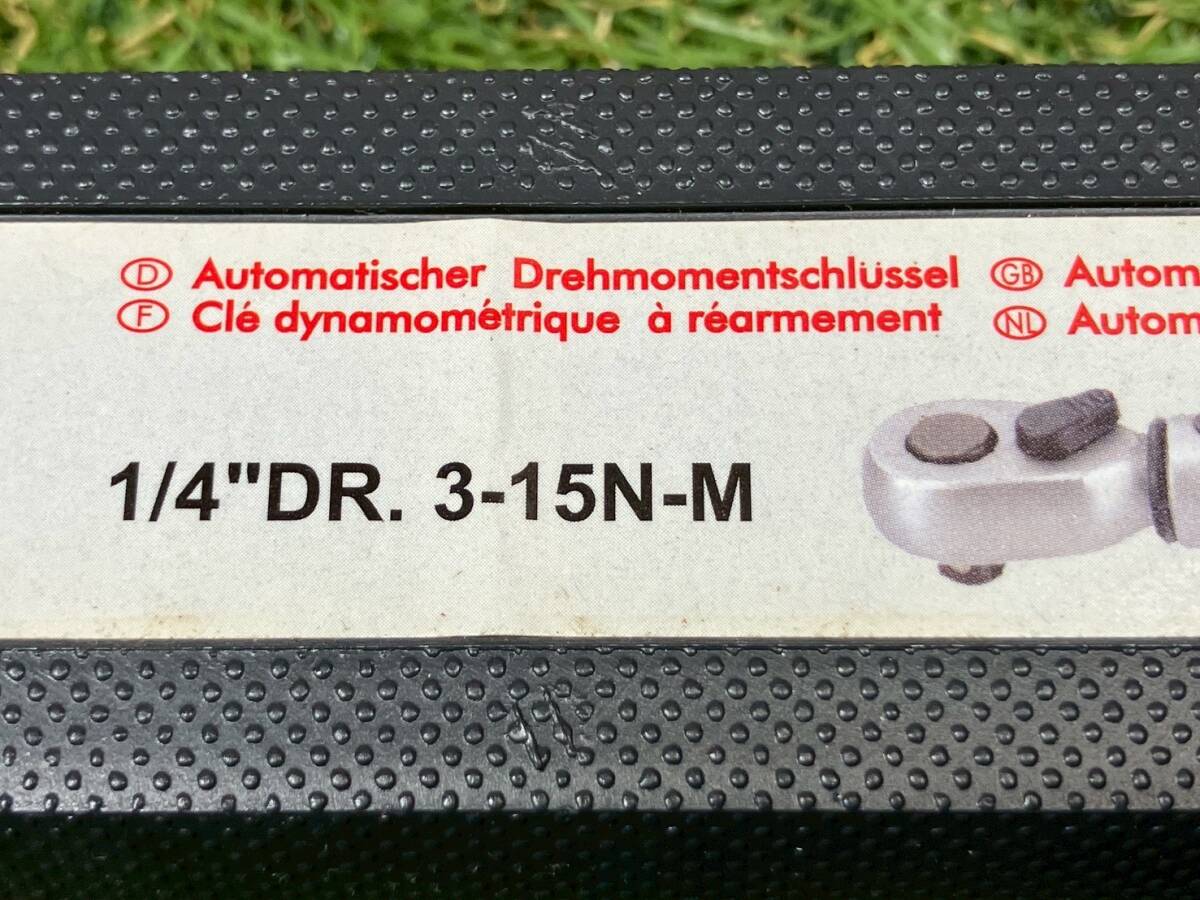 D Automatischer Drehmomentschlüssel GB Autom
F Clé dynamométrique à réarmement NL Autom
1/4"DR. 3-15N-M